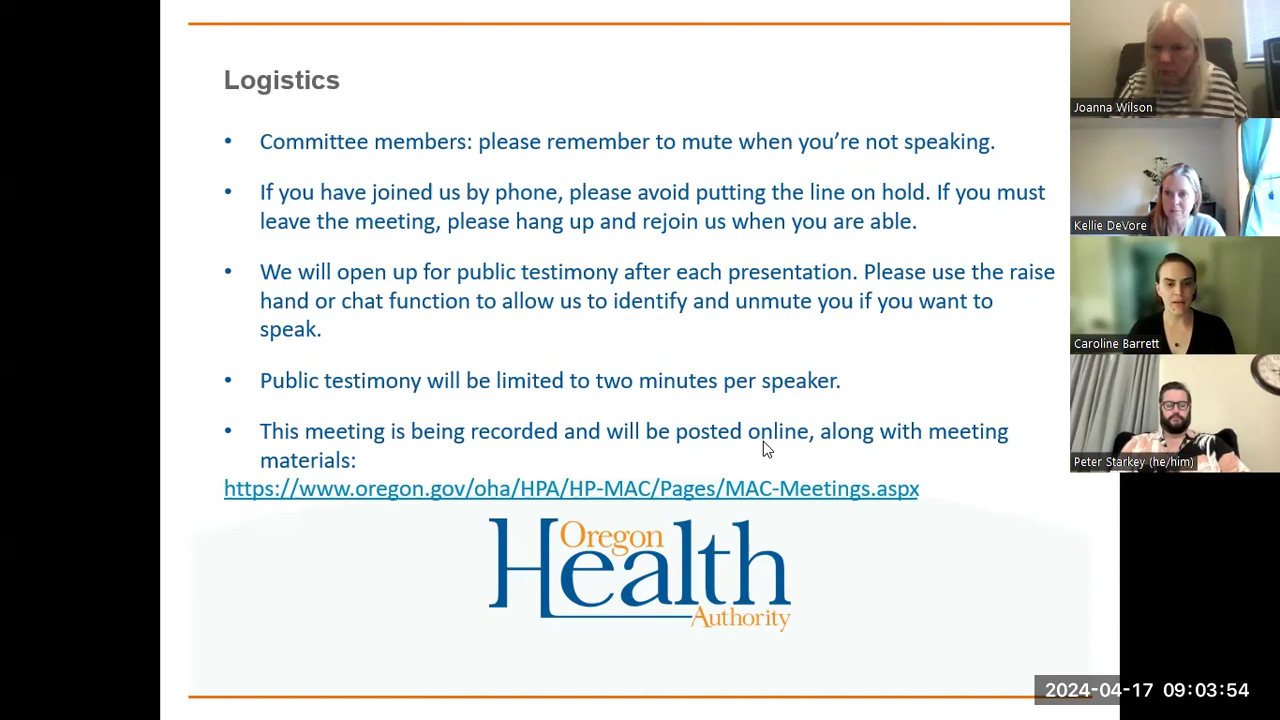 Logistics
• Committee members: please remember to mute when you’re not speaking.
• If you have joined us by phone, please avoid putting the line on hold. If you must
leave the meeting, please hang up and rejoin us when you are able.
• We will open up for public testimony after each presentation. Please use the raise
hand or chat function to allow us to identify and unmute you if you want to
speak.
• Public testimony will be limited to two minutes per speaker.
• This meeting is being recorded and will be posted online, along with meeting
materials:
https://www.oregon.gov/oha/HPA/HP-MAC/Pages/MAC-Meetings.aspx
Oregon
Health
Authority
Joanna Wilson
Kellie DeVore
Caroline Barrett
Peter Starkey (he/him)
2024-04-17 09:03:54